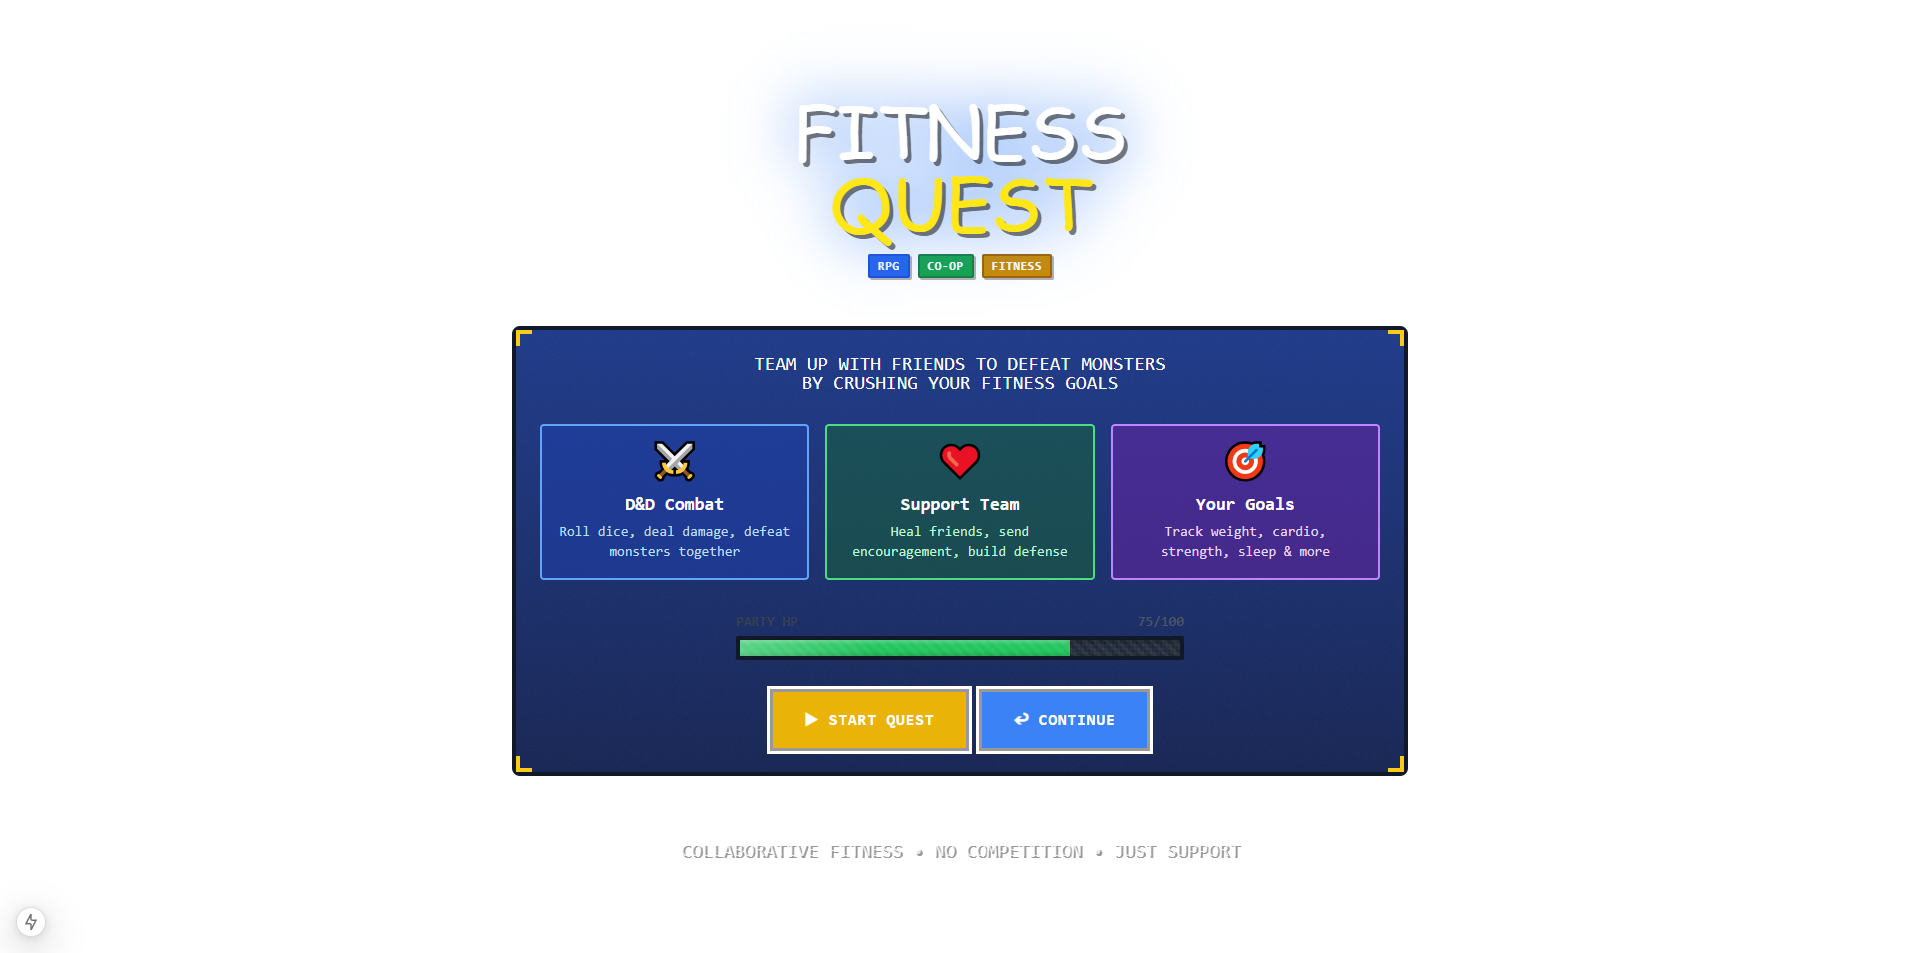 FITNESS
QUEST
RPG CO-OP FITNESS
TEAM UP WITH FRIENDS TO DEFEAT MONSTERS
BY CRUSHING YOUR FITNESS GOALS
D&D Combat
Roll dice, deal damage, defeat
monsters together
Support Team
Heal friends, send
encouragement, build defense
Your Goals
Track weight, cardio,
strength, sleep & more
PARTY HP 75/100
START QUEST
CONTINUE
COLLABORATIVE FITNESS • NO COMPETITION • JUST SUPPORT